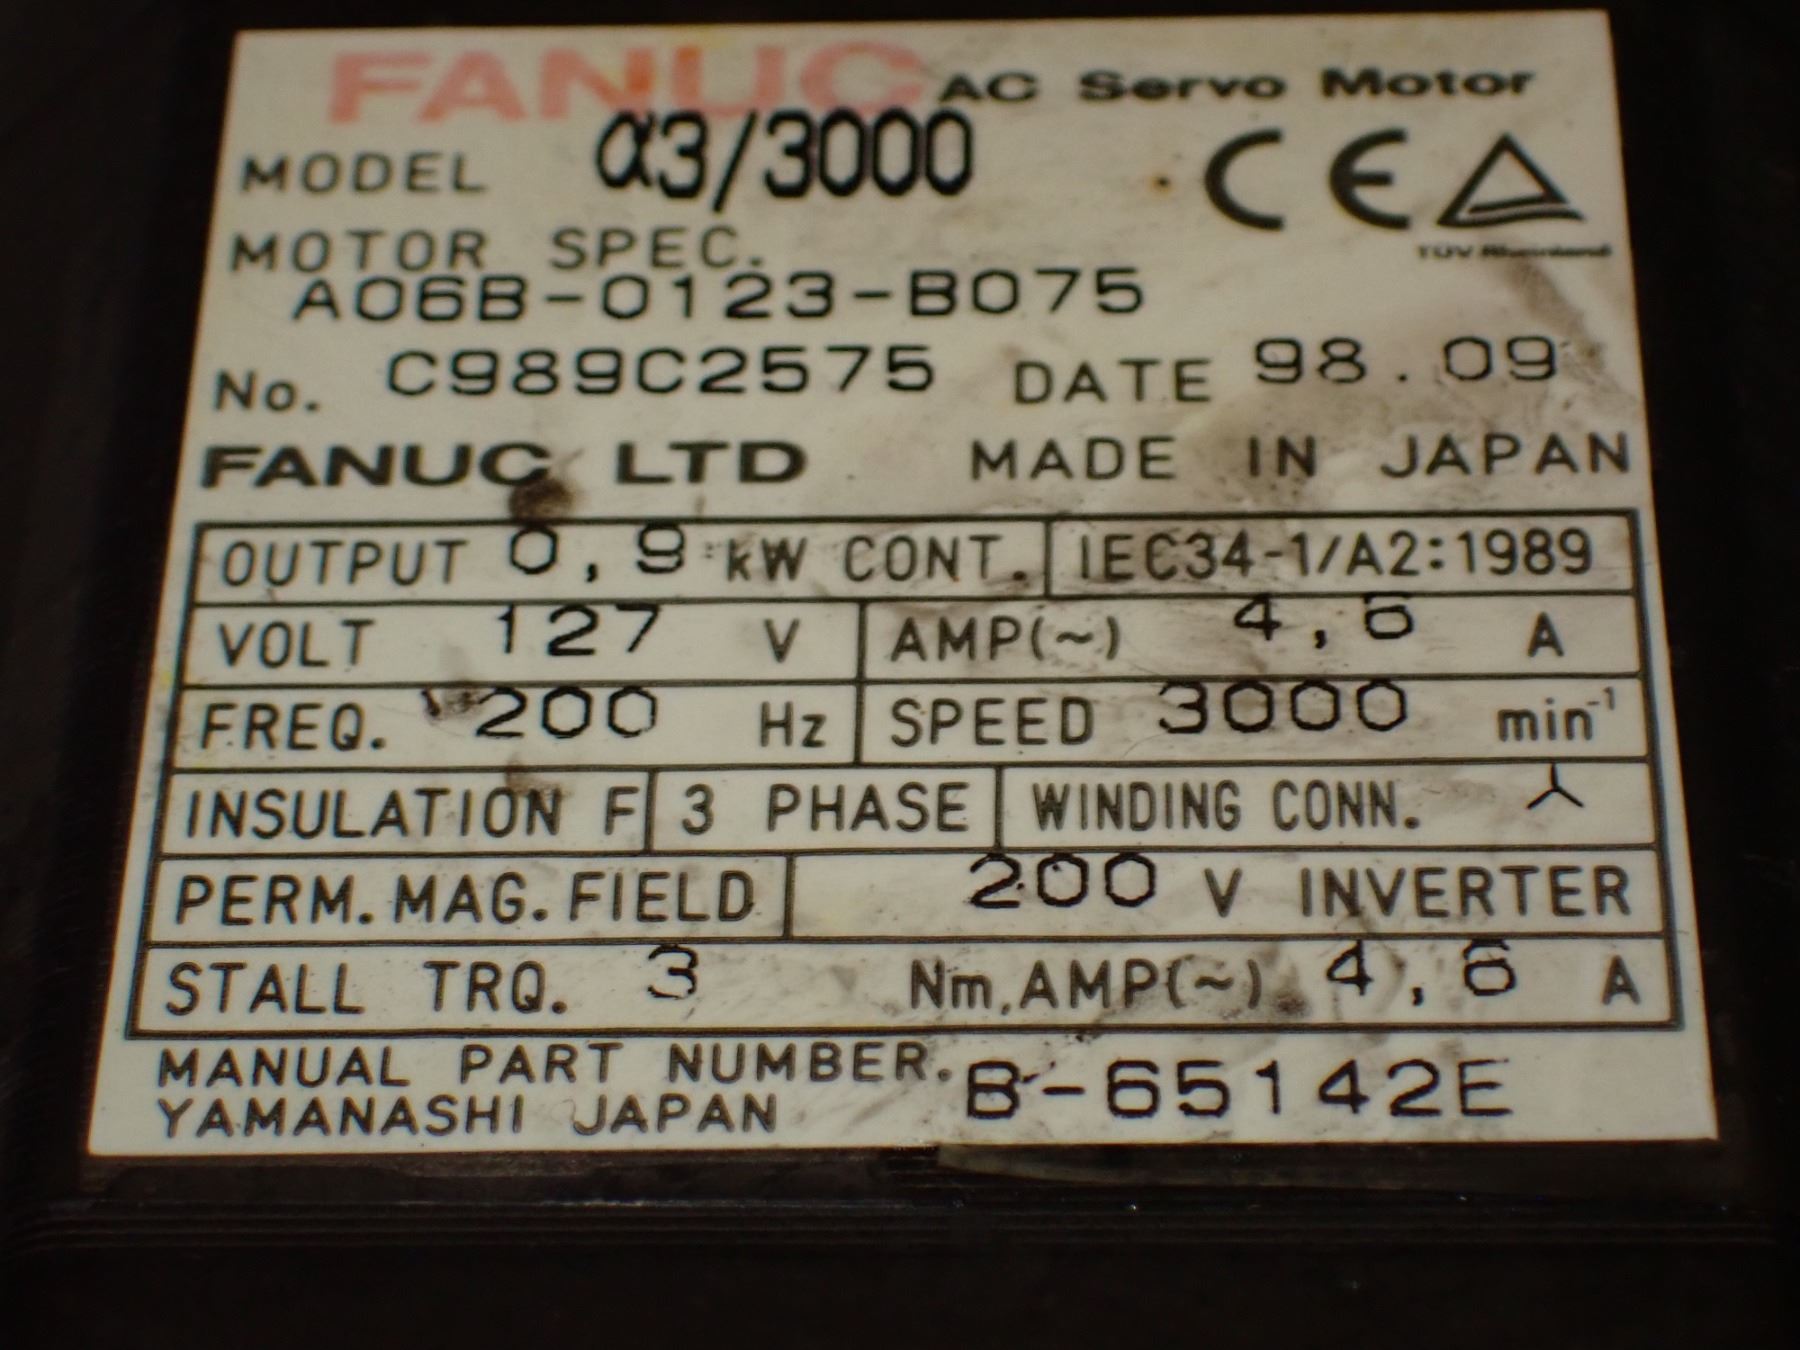 FANUC AC Servo Motor
MODEL α3/3000 CE
TÜV Rheinland
MOTOR SPEC.
A06B-0123-B075
No. C989C2575 DATE 98.09
FANUC LTD MADE IN JAPAN
OUTPUT 0,9 kW CONT. IEC34-1/A2:1989
VOLT 127 V AMP(~) 4,6 A
FREQ. 200 Hz SPEED 3000 min⁻¹
INSULATION F 3 PHASE WINDING CONN.
PERM. MAG. FIELD 200 V INVERTER
STALL TRQ. 3 Nm, AMP(~) 4,6 A
MANUAL PART NUMBER. B-65142E
YAMANASHI JAPAN